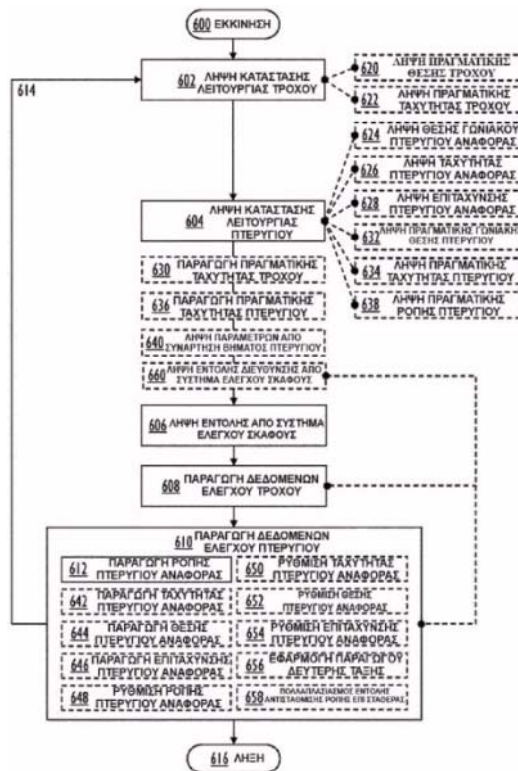 600 ΕΚΚΙΝΗΣΗ
614
602 ΛΗΨΗ ΚΑΤΑΣΤΑΣΗΣ
ΛΕΙΤΟΥΡΓΙΑΣ ΤΡΟΧΟΥ
620 ΛΗΨΗ ΠΡΑΓΜΑΤΙΚΗΣ
ΘΕΣΗΣ ΤΡΟΧΟΥ
622 ΛΗΨΗ ΠΡΑΓΜΑΤΙΚΗΣ
ΤΑΧΥΤΗΤΑΣ ΤΡΟΧΟΥ
624 ΛΗΨΗ ΘΕΣΗΣ ΓΩΝΙΑΚΟΥ
ΠΤΕΡΥΓΙΟΥ ΑΝΑΦΟΡΑΣ
626 ΛΗΨΗ ΤΑΧΥΤΗΤΑΣ
ΠΤΕΡΥΓΙΟΥ ΑΝΑΦΟΡΑΣ
628 ΛΗΨΗ ΕΠΙΤΑΧΥΝΣΗΣ
ΠΤΕΡΥΓΙΟΥ ΑΝΑΦΟΡΑΣ
632 ΛΗΨΗ ΠΡΑΓΜΑΤΙΚΗΣ ΓΩΝΙΑΚΗΣ
ΘΕΣΗΣ ΠΤΕΡΥΓΙΟΥ
634 ΛΗΨΗ ΠΡΑΓΜΑΤΙΚΗΣ
ΤΑΧΥΤΗΤΑΣ ΠΤΕΡΥΓΙΟΥ
638 ΛΗΨΗ ΠΡΑΓΜΑΤΙΚΗΣ
ΡΟΠΗΣ ΠΤΕΡΥΓΙΟΥ
604 ΛΗΨΗ ΚΑΤΑΣΤΑΣΗΣ
ΛΕΙΤΟΥΡΓΙΑΣ
ΠΤΕΡΥΓΙΟΥ
630 ΠΑΡΑΓΩΓΗ ΠΡΑΓΜΑΤΙΚΗΣ
ΤΑΧΥΤΗΤΑΣ
ΤΡΟΧΟΥ
636 ΠΑΡΑΓΩΓΗ ΠΡΑΓΜΑΤΙΚΗΣ
ΤΑΧΥΤΗΤΑΣ
ΠΤΕΡΥΓΙΟΥ
640 ΛΗΨΗ ΠΑΡΑΜΕΤΡΩΝ ΑΠΟ
ΣΥΝΑΡΤΗΣΗ ΒΗΜΑΤΟΣ ΠΤΕΡΥΓΙΟΥ
660 ΛΗΨΗ ΕΝΤΟΛΗΣ ΔΙΕΥΘΥΝΣΗΣ ΑΠΟ
ΣΥΣΤΗΜΑ ΕΛΕΓΧΟΥ ΣΚΑΦΟΥΣ
606 ΛΗΨΗ ΕΝΤΟΛΗΣ ΑΠΟ ΣΥΣΤΗΜΑ
ΕΛΕΓΧΟΥ ΣΚΑΦΟΥΣ
608 ΠΑΡΑΓΩΓΗ ΔΕΔΟΜΕΝΩΝ
ΕΛΕΓΧΟΥ ΤΡΟΧΟΥ
610 ΠΑΡΑΓΩΓΗ ΔΕΔΟΜΕΝΩΝ
ΕΛΕΓΧΟΥ ΠΤΕΡΥΓΙΟΥ
612 ΠΑΡΑΓΩΓΗ ΡΟΠΗΣ
ΠΤΕΡΥΓΙΟΥ ΑΝΑΦΟΡΑΣ
650 ΡΥΘΜΙΣΗ ΤΑΧΥΤΗΤΑΣ
ΠΤΕΡΥΓΙΟΥ ΑΝΑΦΟΡΑΣ
642 ΠΑΡΑΓΩΓΗ ΤΑΧΥΤΗΤΑΣ
ΠΤΕΡΥΓΙΟΥ
ΑΝΑΦΟΡΑΣ
652 ΡΥΘΜΙΣΗ ΘΕΣΗΣ
ΠΤΕΡΥΓΙΟΥ ΑΝΑΦΟΡΑΣ
644 ΠΑΡΑΓΩΓΗ ΘΕΣΗΣ
ΠΤΕΡΥΓΙΟΥ
ΑΝΑΦΟΡΑΣ
654 ΡΥΘΜΙΣΗ ΕΠΙΤΑΧΥΝΣΗΣ
ΠΤΕΡΥΓΙΟΥ ΑΝΑΦΟΡΑΣ
646 ΠΑΡΑΓΩΓΗ ΕΠΙΤΑΧΥΝΣΗΣ
ΠΤΕΡΥΓΙΟΥ
ΑΝΑΦΟΡΑΣ
656 ΕΦΑΡΜΟΓΗ ΠΑΡΑΓΩΓΟΥ
ΔΕΥΤΕΡΗΣ ΤΑΞΗΣ
648 ΡΥΘΜΙΣΗ ΡΟΠΗΣ
ΠΤΕΡΥΓΙΟΥ ΑΝΑΦΟΡΑΣ
658 ΠΟΛΛΑΠΛΑΣΙΑΣΜΟΣ ΕΝΤΟΛΗΣ
ΑΝΤΙΣΤΑΘΜΙΣΗΣ ΡΟΠΗΣ ΕΠΙ ΣΤΑΘΕΡΑΣ
616 ΛΗΞΗ